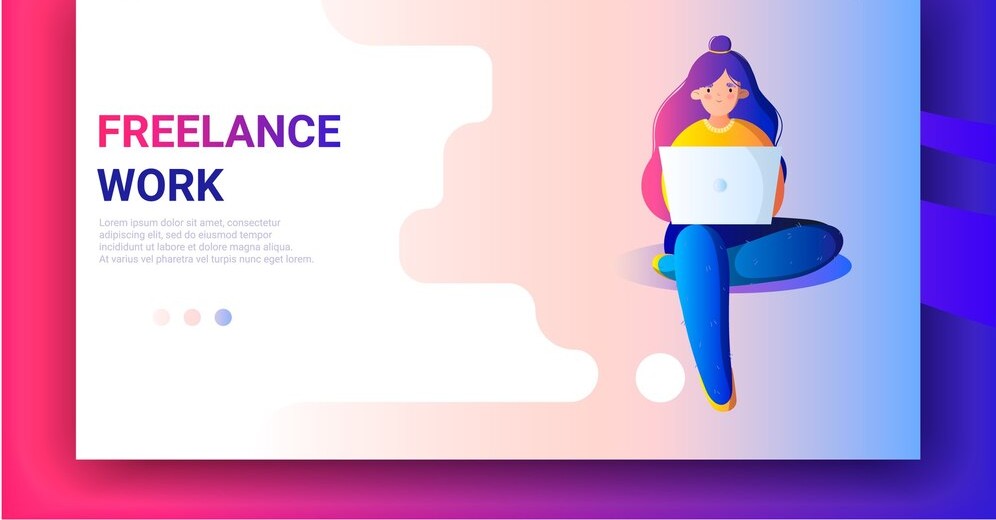 FREELANCE
WORK
Lorem ipsum dolor sit amet, consectetur
adipiscing elit, sed do eiusmod tempor
incididunt ut labore et dolore magna aliqua.
At varius vel pharetra vel turpis nunc eget lorem.